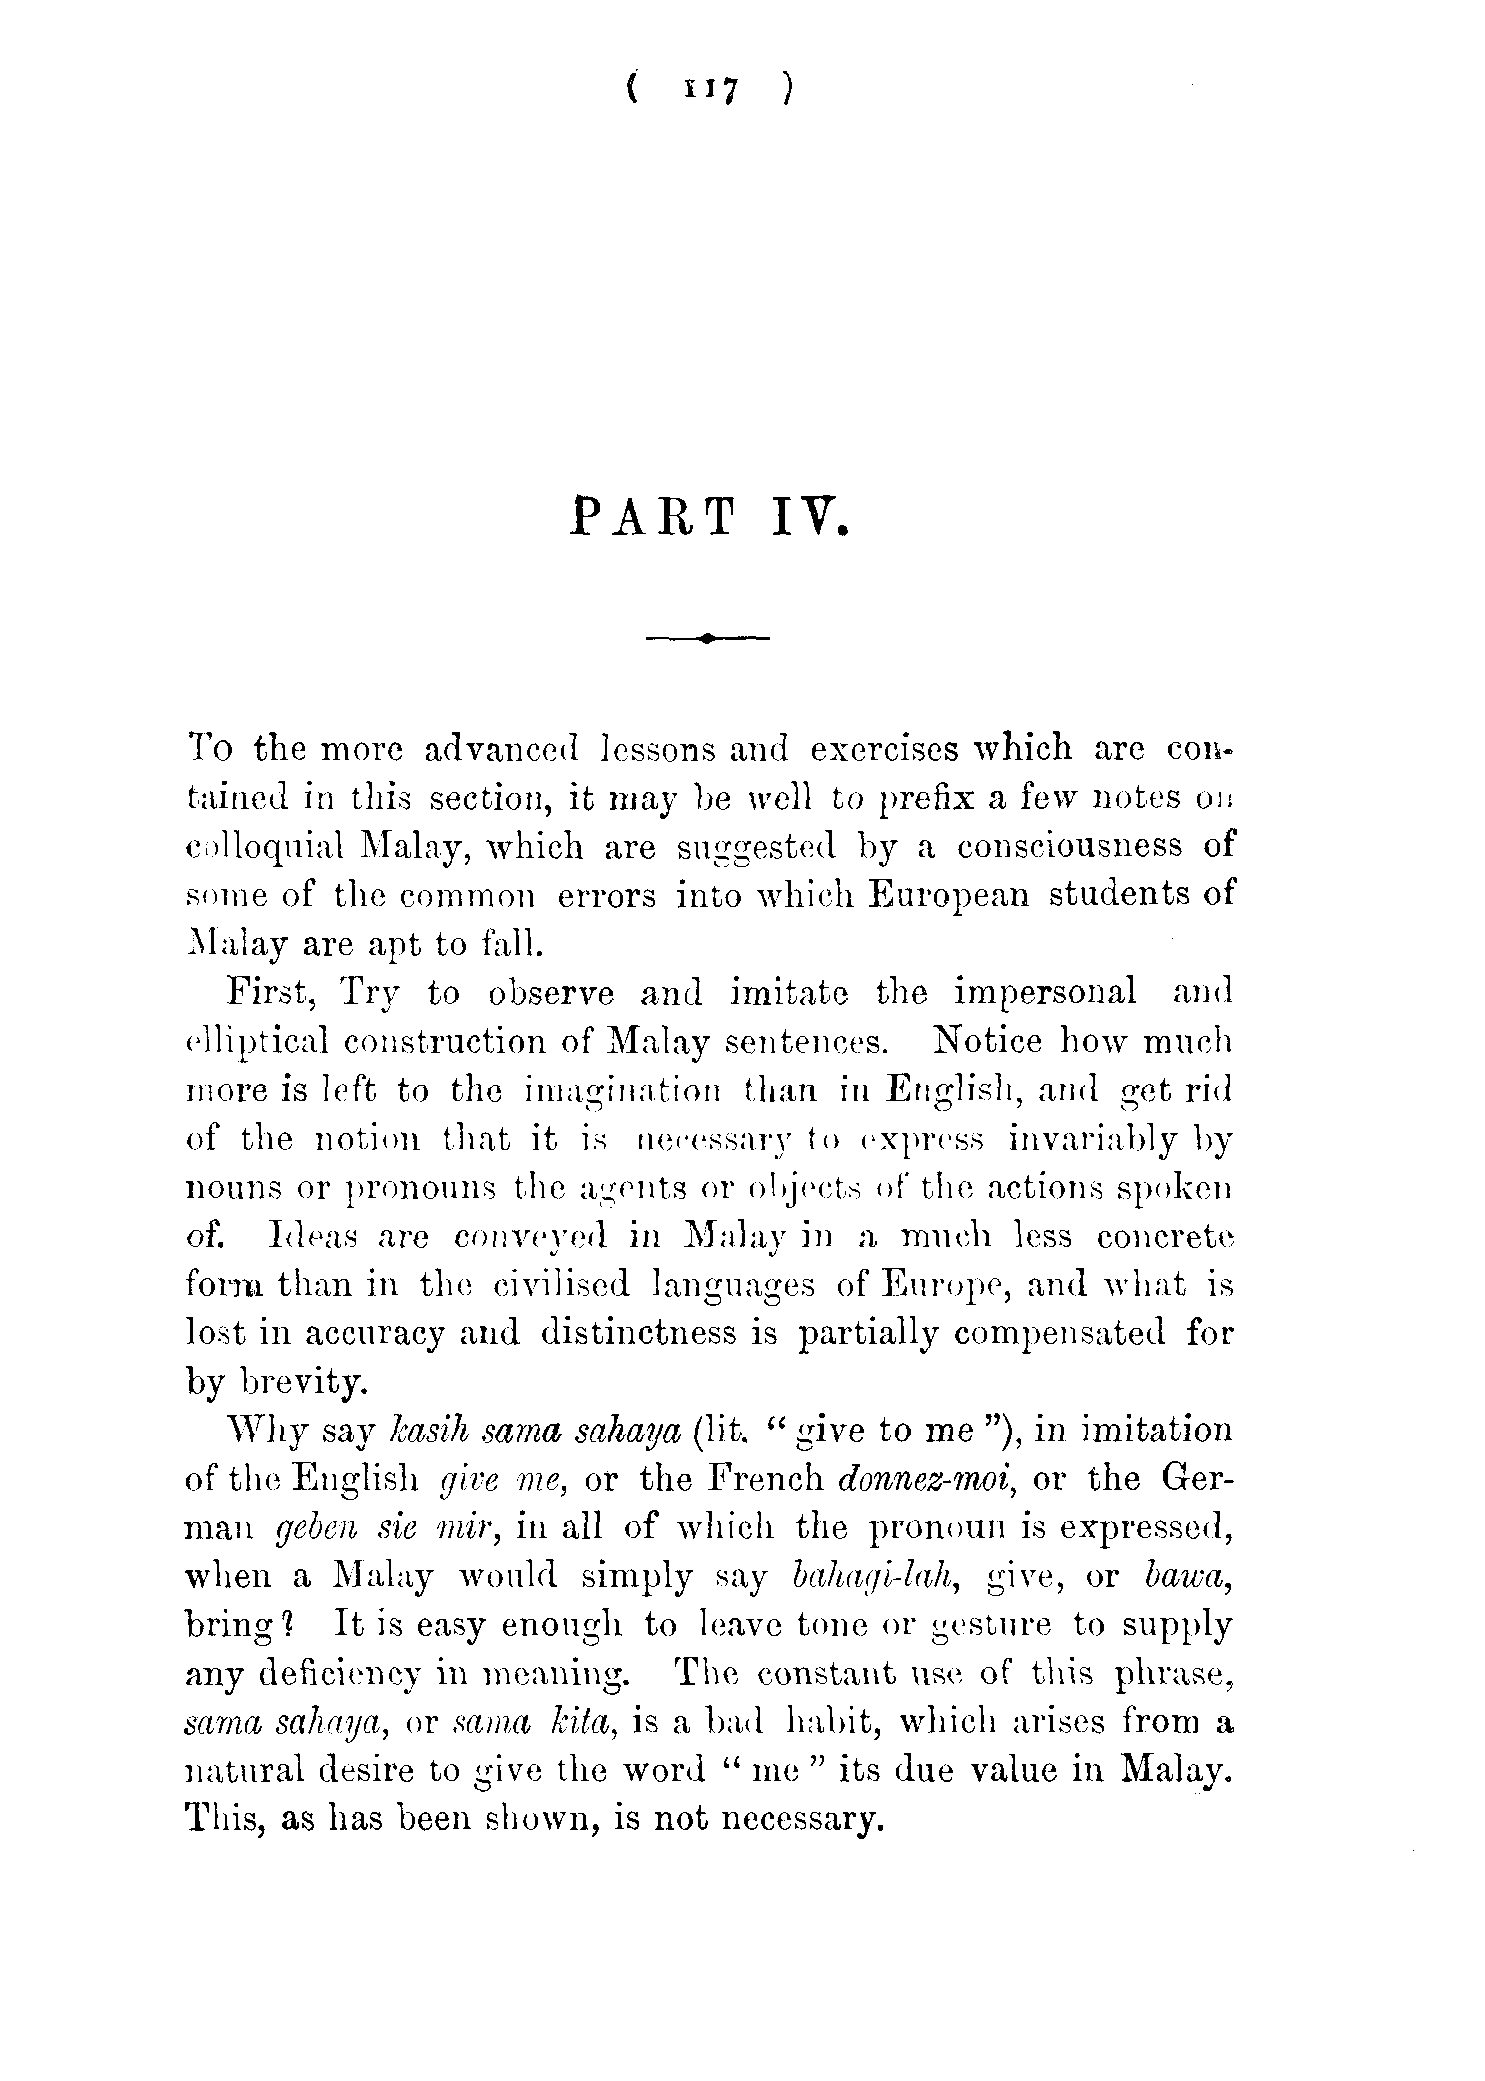 ( 117 )
PART IV.
To the more advanced lessons and exercises which are con-
tained in this section, it may be well to prefix a few notes on
colloquial Malay, which are suggested by a consciousness of
some of the common errors into which European students of
Malay are apt to fall.
First, Try to observe and imitate the impersonal and
elliptical construction of Malay sentences. Notice how much
more is left to the imagination than in English, and get rid
of the notion that it is necessary to express invariably by
nouns or pronouns the agents or objects of the actions spoken
of. Ideas are conveyed in Malay in a much less concrete
form than in the civilised languages of Europe, and what is
lost in accuracy and distinctness is partially compensated for
by brevity.
Why say kasih sama sahaya (lit. “ give to me ”), in imitation
of the English give me, or the French donnez-moi, or the Ger-
man geben sie mir, in all of which the pronoun is expressed,
when a Malay would simply say bahagi-lah, give, or bawa,
bring? It is easy enough to leave tone or gesture to supply
any deficiency in meaning. The constant use of this phrase,
sama sahaya, or sama kita, is a bad habit, which arises from a
natural desire to give the word “ me ” its due value in Malay.
This, as has been shown, is not necessary.